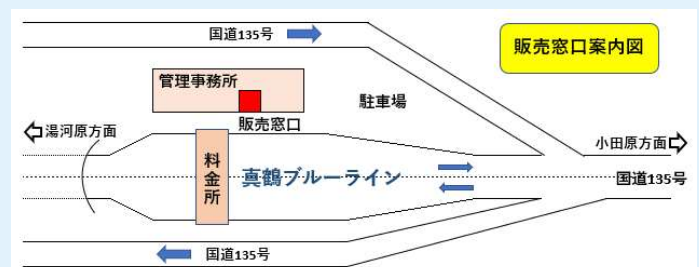 国道135号
販売窓口案内図
管理事務所
駐車場
販売窓口
湯河原方面
小田原方面
料金所
真鶴ブルーライン
国道135号
国道135号